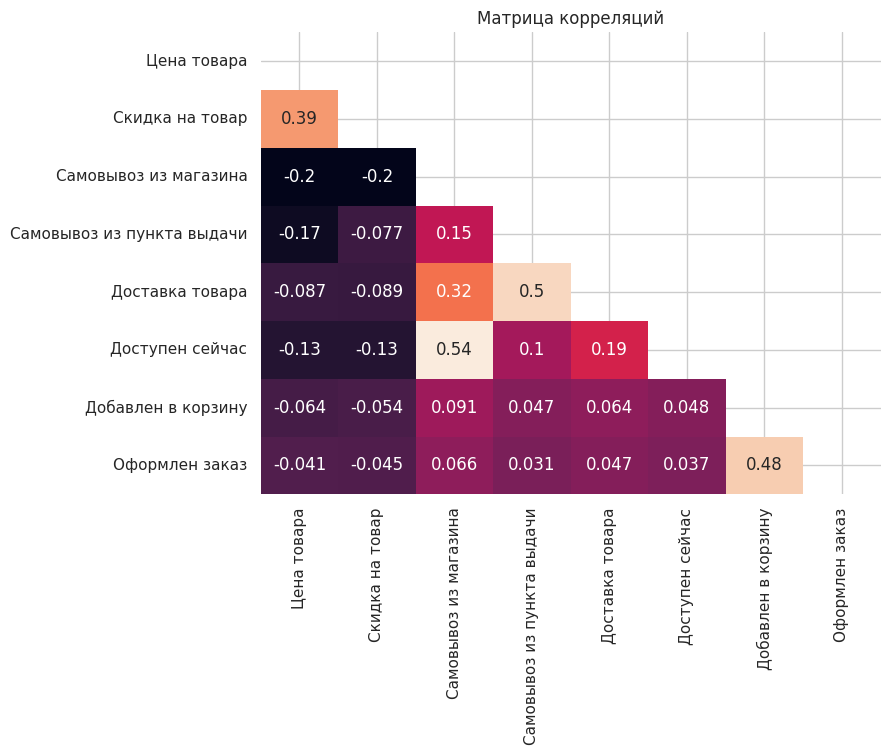 Матрица корреляций
Цена товара
Скидка на товар 0.39
Самовывоз из магазина -0.2 -0.2
Самовывоз из пункта выдачи -0.17 -0.077 0.15
Доставка товара -0.087 -0.089 0.32 0.5
Доступен сейчас -0.13 -0.13 0.54 0.1 0.19
Добавлен в корзину -0.064 -0.054 0.091 0.047 0.064 0.048
Оформлен заказ -0.041 -0.045 0.066 0.031 0.047 0.037 0.48
Цена товара
Скидка на товар
Самовывоз из магазина
Самовывоз из пункта выдачи
Доставка товара
Доступен сейчас
Добавлен в корзину
Оформлен заказ